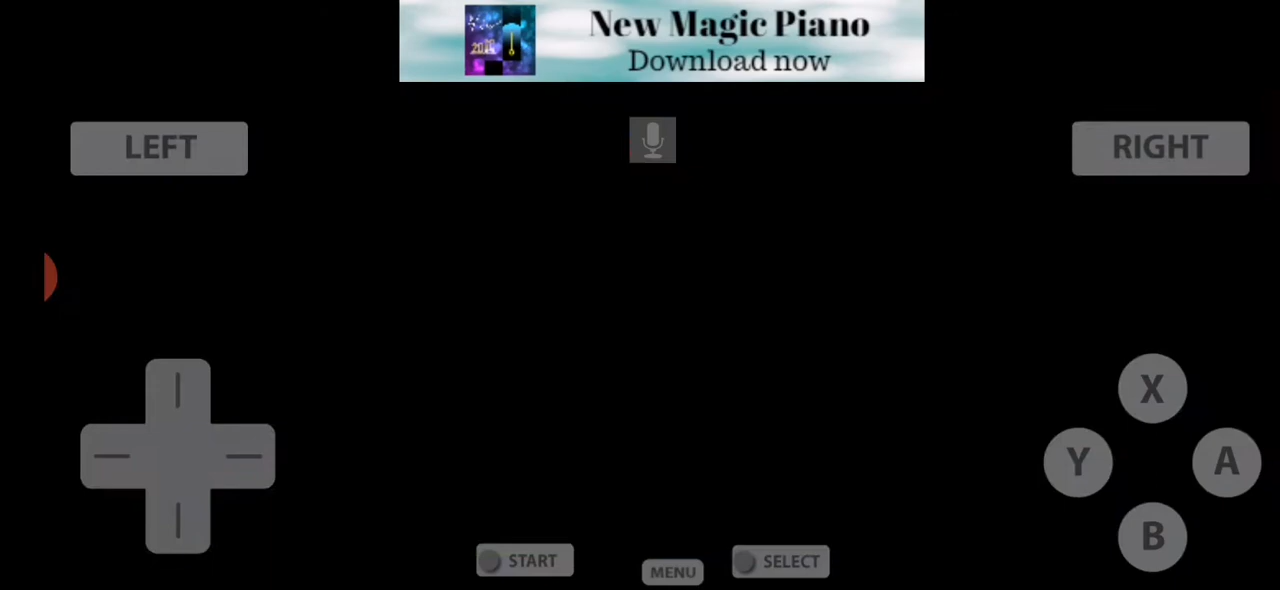 New Magic Piano
Download now
LEFT
RIGHT
X
Y
A
B
START
SELECT
MENU